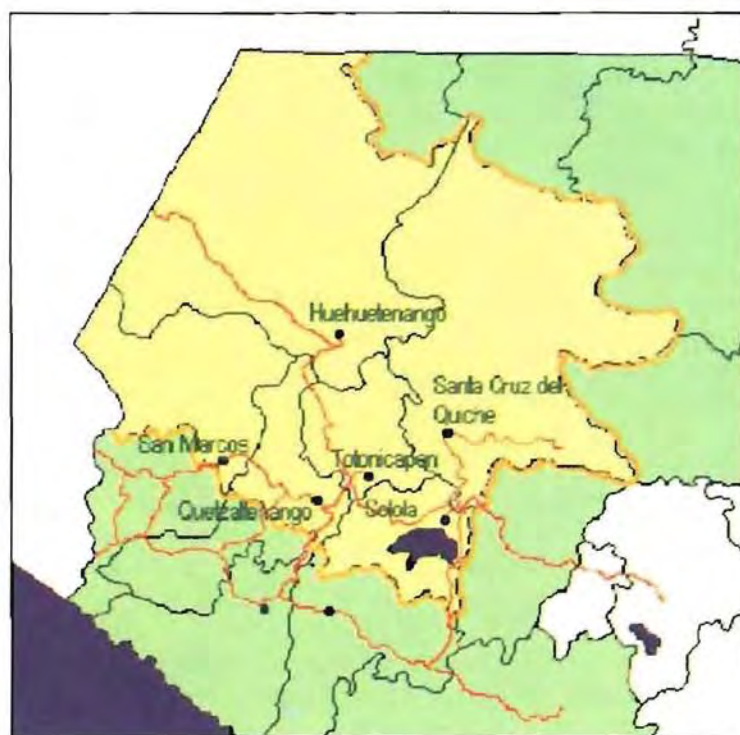 Huehuetenango
Santa Cruz del
Quiche
San Marcos
Totonicapan
Quetzaltenango
Solola